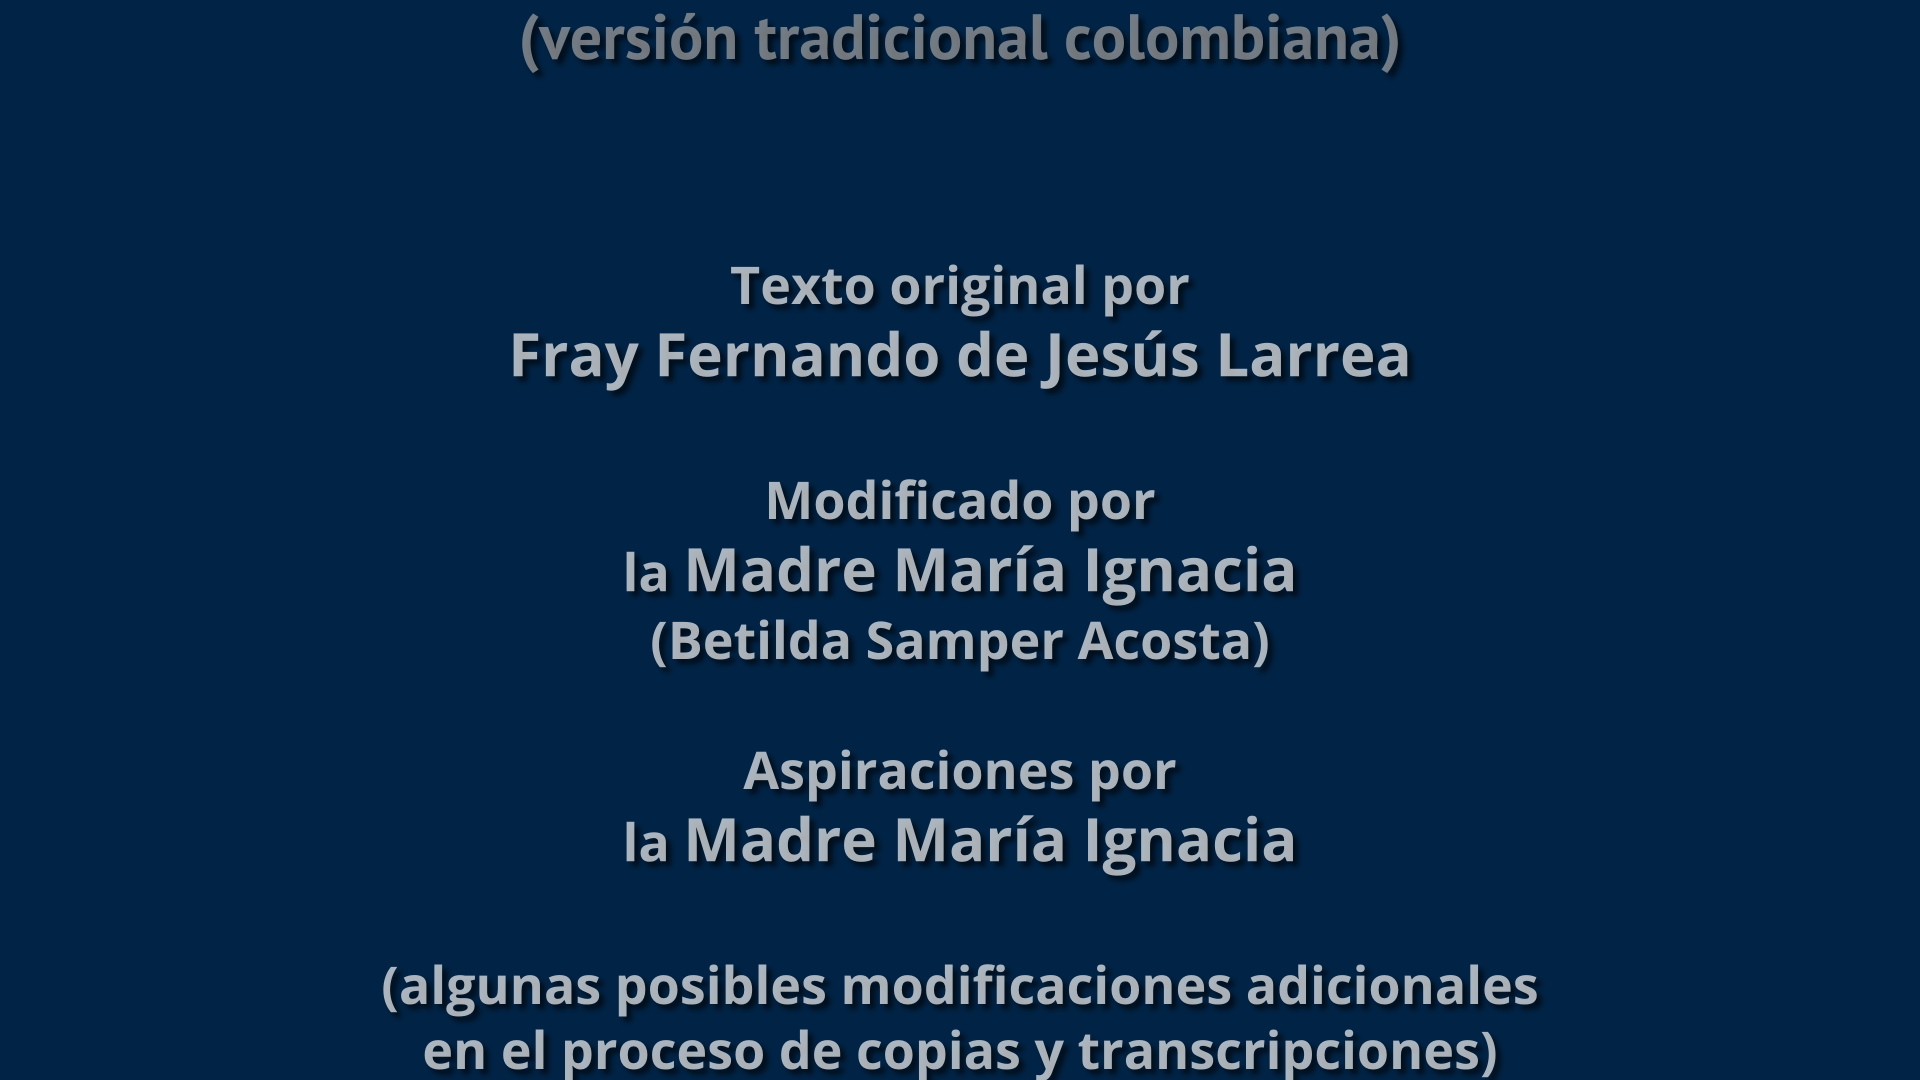 (versión tradicional colombiana)
Texto original por
Fray Fernando de Jesús Larrea
Modificado por
la Madre María Ignacia
(Betilda Samper Acosta)
Aspiraciones por
la Madre María Ignacia
(algunas posibles modificaciones adicionales
en el proceso de copias y transcripciones)